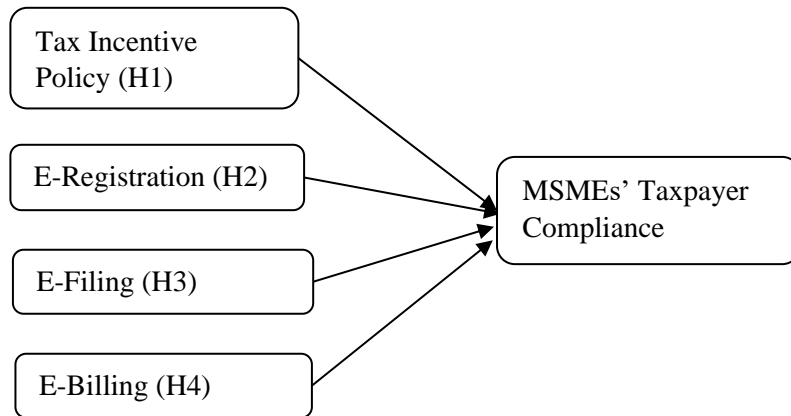 Tax Incentive
Policy (H1)
E-Registration (H2)
MSMEs’ Taxpayer
Compliance
E-Filing (H3)
E-Billing (H4)